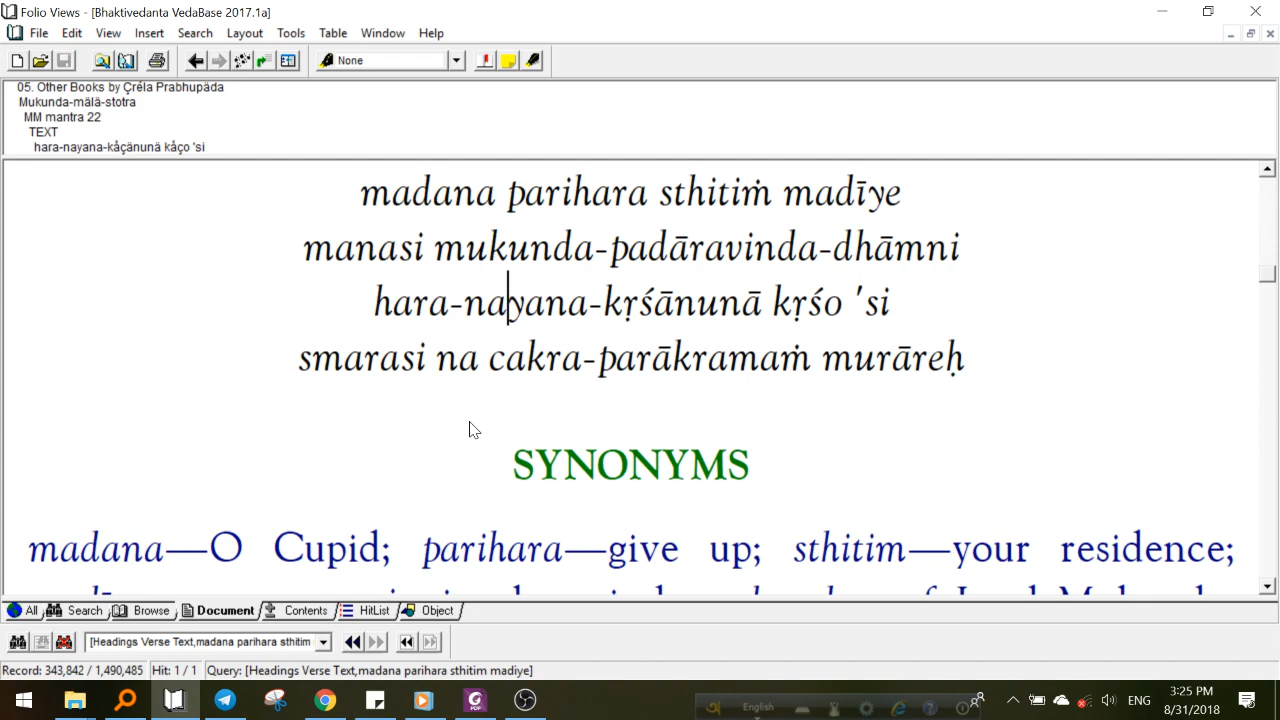 Folio Views - [Bhaktivedanta VedaBase 2017.1a]
File Edit View Insert Search Layout Tools Table Window Help
None
05. Other Books by Çréla Prabhupäda
Mukunda-mälä-stotra
MM mantra 22
TEXT
hara-nayana-kåçänunä kåço 'si
madana parihara sthitiṁ madīye
manasi mukunda-padāravinda-dhāmni
hara-nayana-kṛśānunā kṛśo 'si
smarasi na cakra-parākramaṁ murāreḥ
SYNONYMS
madana—O Cupid; parihara—give up; sthitim—your residence;
All Search Browse Document Contents HitList Object
[Headings Verse Text,madana parihara sthitim
Record: 343,842 / 1,490,485 Hit: 1 / 1 Query: [Headings Verse Text,madana parihara sthitim madiye]
English
ENG
3:25 PM
8/31/2018